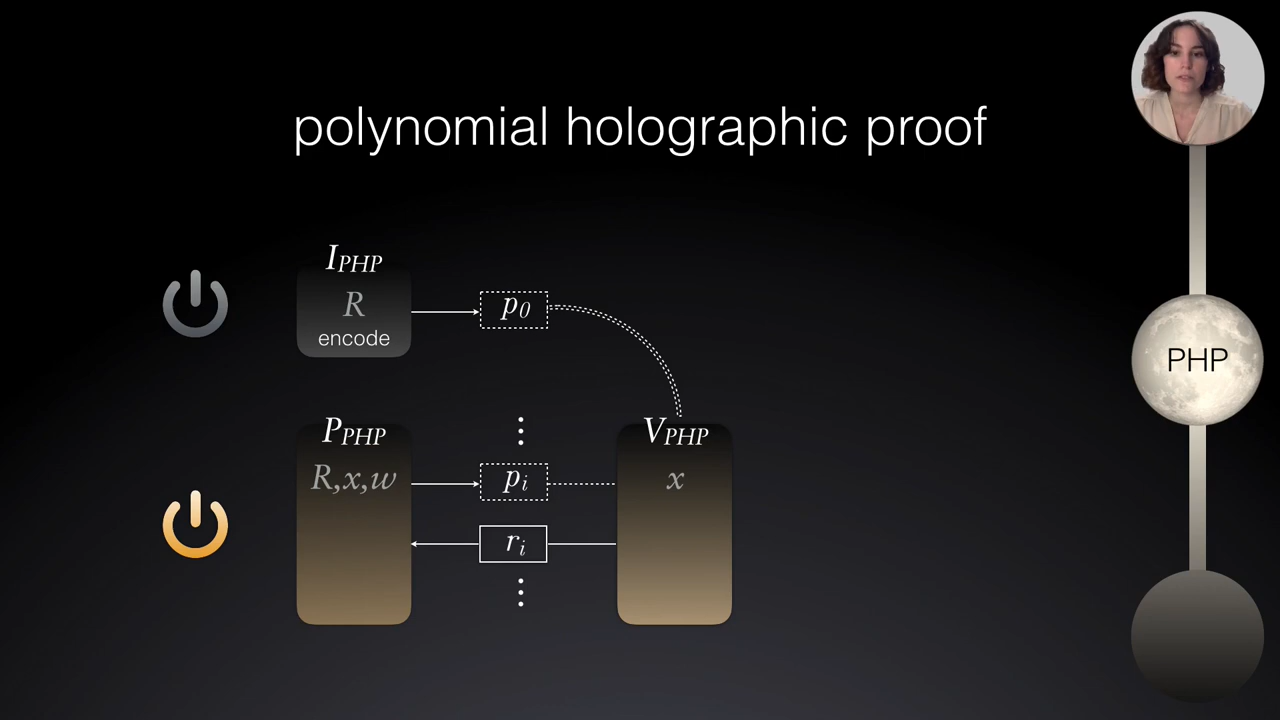 polynomial holographic proof
I_PHP
R
encode
p_0
P_PHP
R,x,w
p_i
r_i
V_PHP
x
PHP